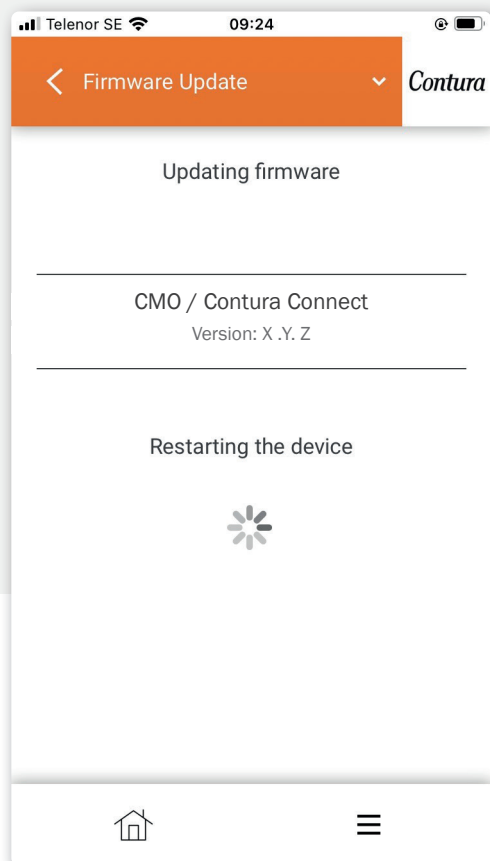 Telenor SE 09:24
Firmware Update Contura
Updating firmware
CMO / Contura Connect
Version: X .Y. Z
Restarting the device